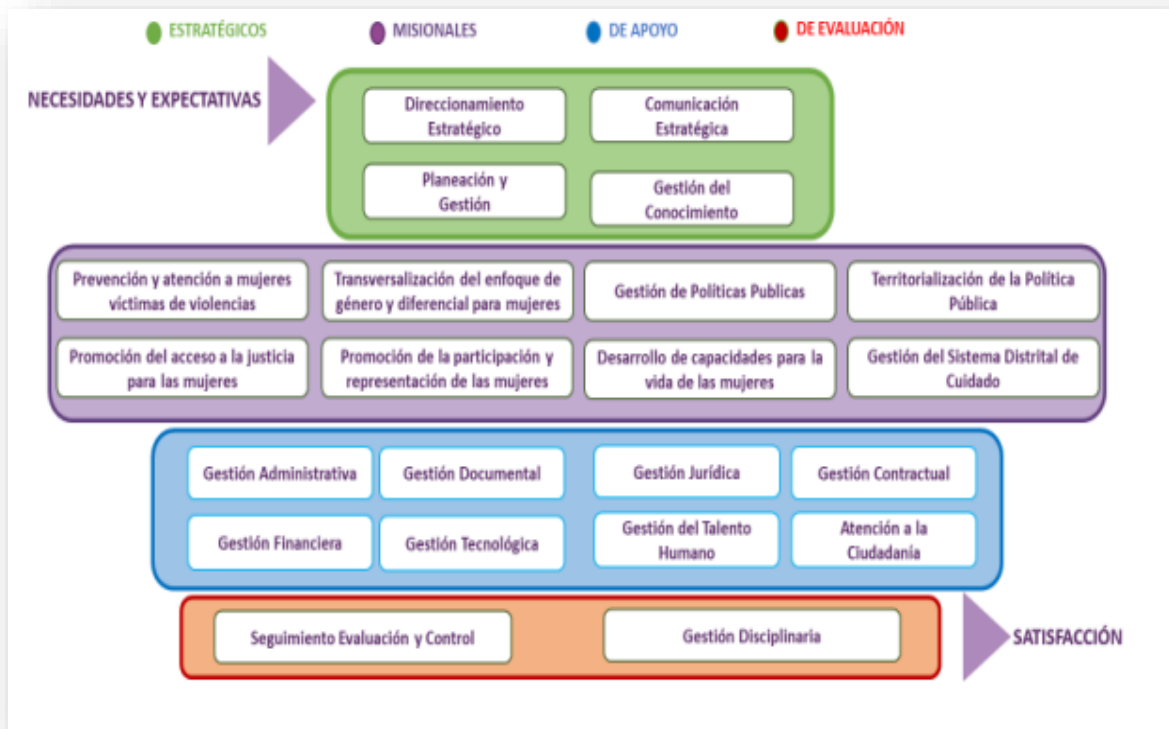 ESTRATÉGICOS
MISIONALES
DE APOYO
DE EVALUACIÓN
NECESIDADES Y EXPECTATIVAS
Direccionamiento
Estratégico
Comunicación
Estratégica
Planeación y
Gestión
Gestión del
Conocimiento
Prevención y atención a mujeres
víctimas de violencias
Transversalización del enfoque de
género y diferencial para mujeres
Gestión de Políticas Publicas
Territorialización de la Política
Pública
Promoción del acceso a la justicia
para las mujeres
Promoción de la participación y
representación de las mujeres
Desarrollo de capacidades para la
vida de las mujeres
Gestión del Sistema Distrital de
Cuidado
Gestión Administrativa
Gestión Documental
Gestión Jurídica
Gestión Contractual
Gestión Financiera
Gestión Tecnológica
Gestión del Talento
Humano
Atención a la
Ciudadanía
Seguimiento Evaluación y Control
Gestión Disciplinaria
SATISFACCIÓN